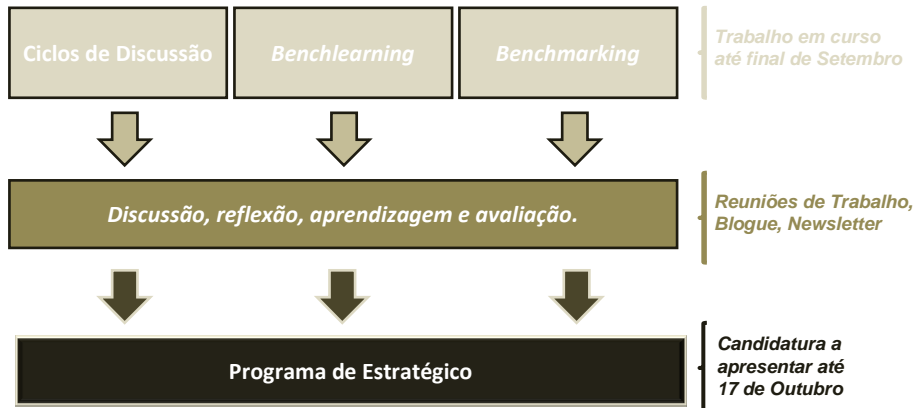 Ciclos de Discussão
Benchlearning
Benchmarking
Trabalho em curso
até final de Setembro
Discussão, reflexão, aprendizagem e avaliação.
Reuniões de Trabalho,
Blogue, Newsletter
Programa de Estratégico
Candidatura a
apresentar até
17 de Outubro